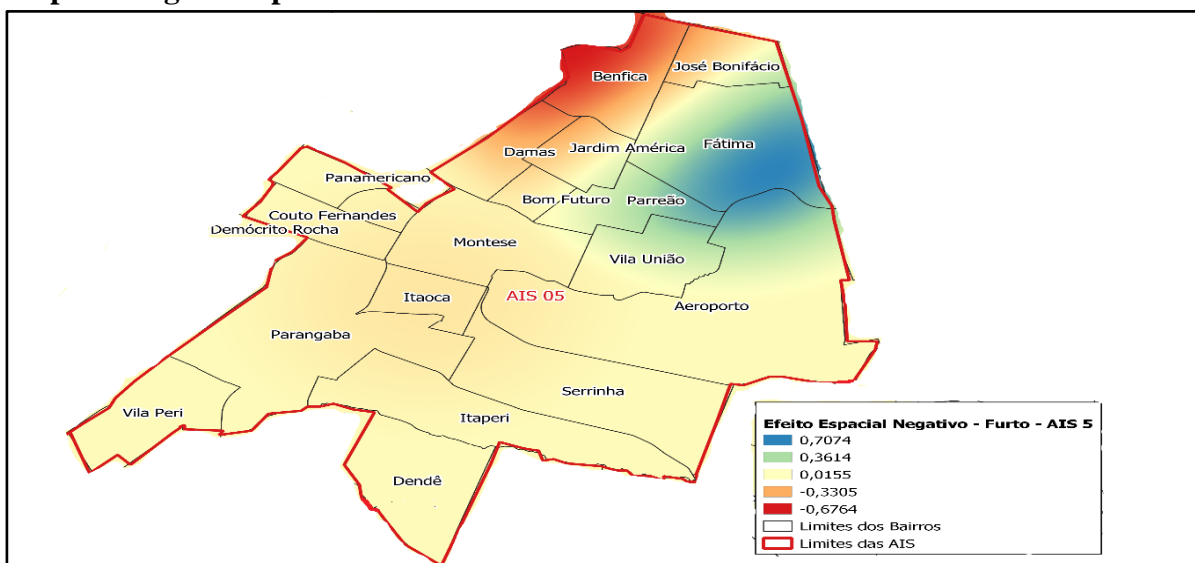 José Bonifácio
Benfica
Fátima
Jardim América
Damas
Panamericano
Bom Futuro
Parreão
Couto Fernandes
Demócrito Rocha
Montese
Vila União
Itaoca
AIS 05
Aeroporto
Parangaba
Serrinha
Vila Peri
Itaperi
Dendê
Efeito Espacial Negativo - Furto - AIS 5
0,7074
0,3614
0,0155
-0,3305
-0,6764
Limites dos Bairros
Limites das AIS